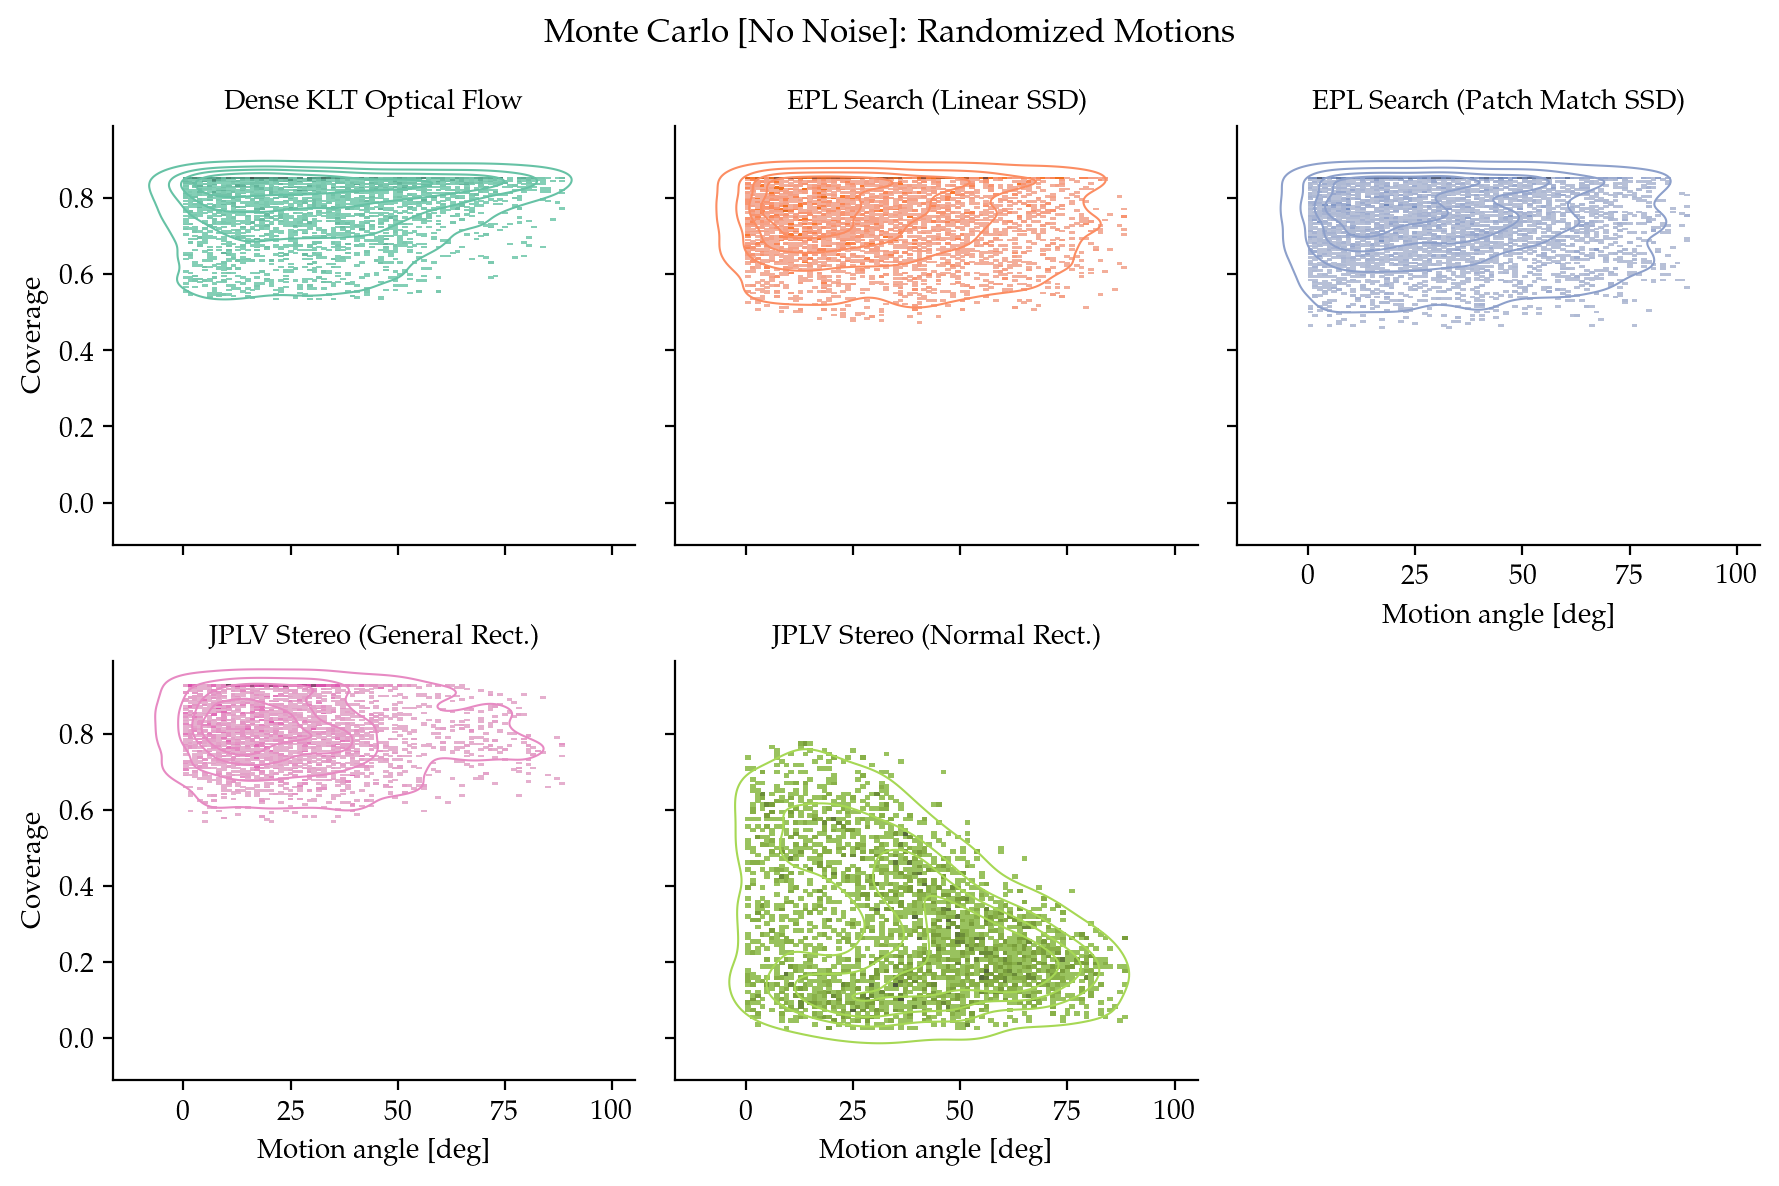 Monte Carlo [No Noise]: Randomized Motions
Dense KLT Optical Flow
EPL Search (Linear SSD)
EPL Search (Patch Match SSD)
Coverage
0.8
0.6
0.4
0.2
0.0
0 25 50 75 100
Motion angle [deg]
JPLV Stereo (General Rect.)
JPLV Stereo (Normal Rect.)
Coverage
0.8
0.6
0.4
0.2
0.0
0 25 50 75 100
Motion angle [deg]
0 25 50 75 100
Motion angle [deg]